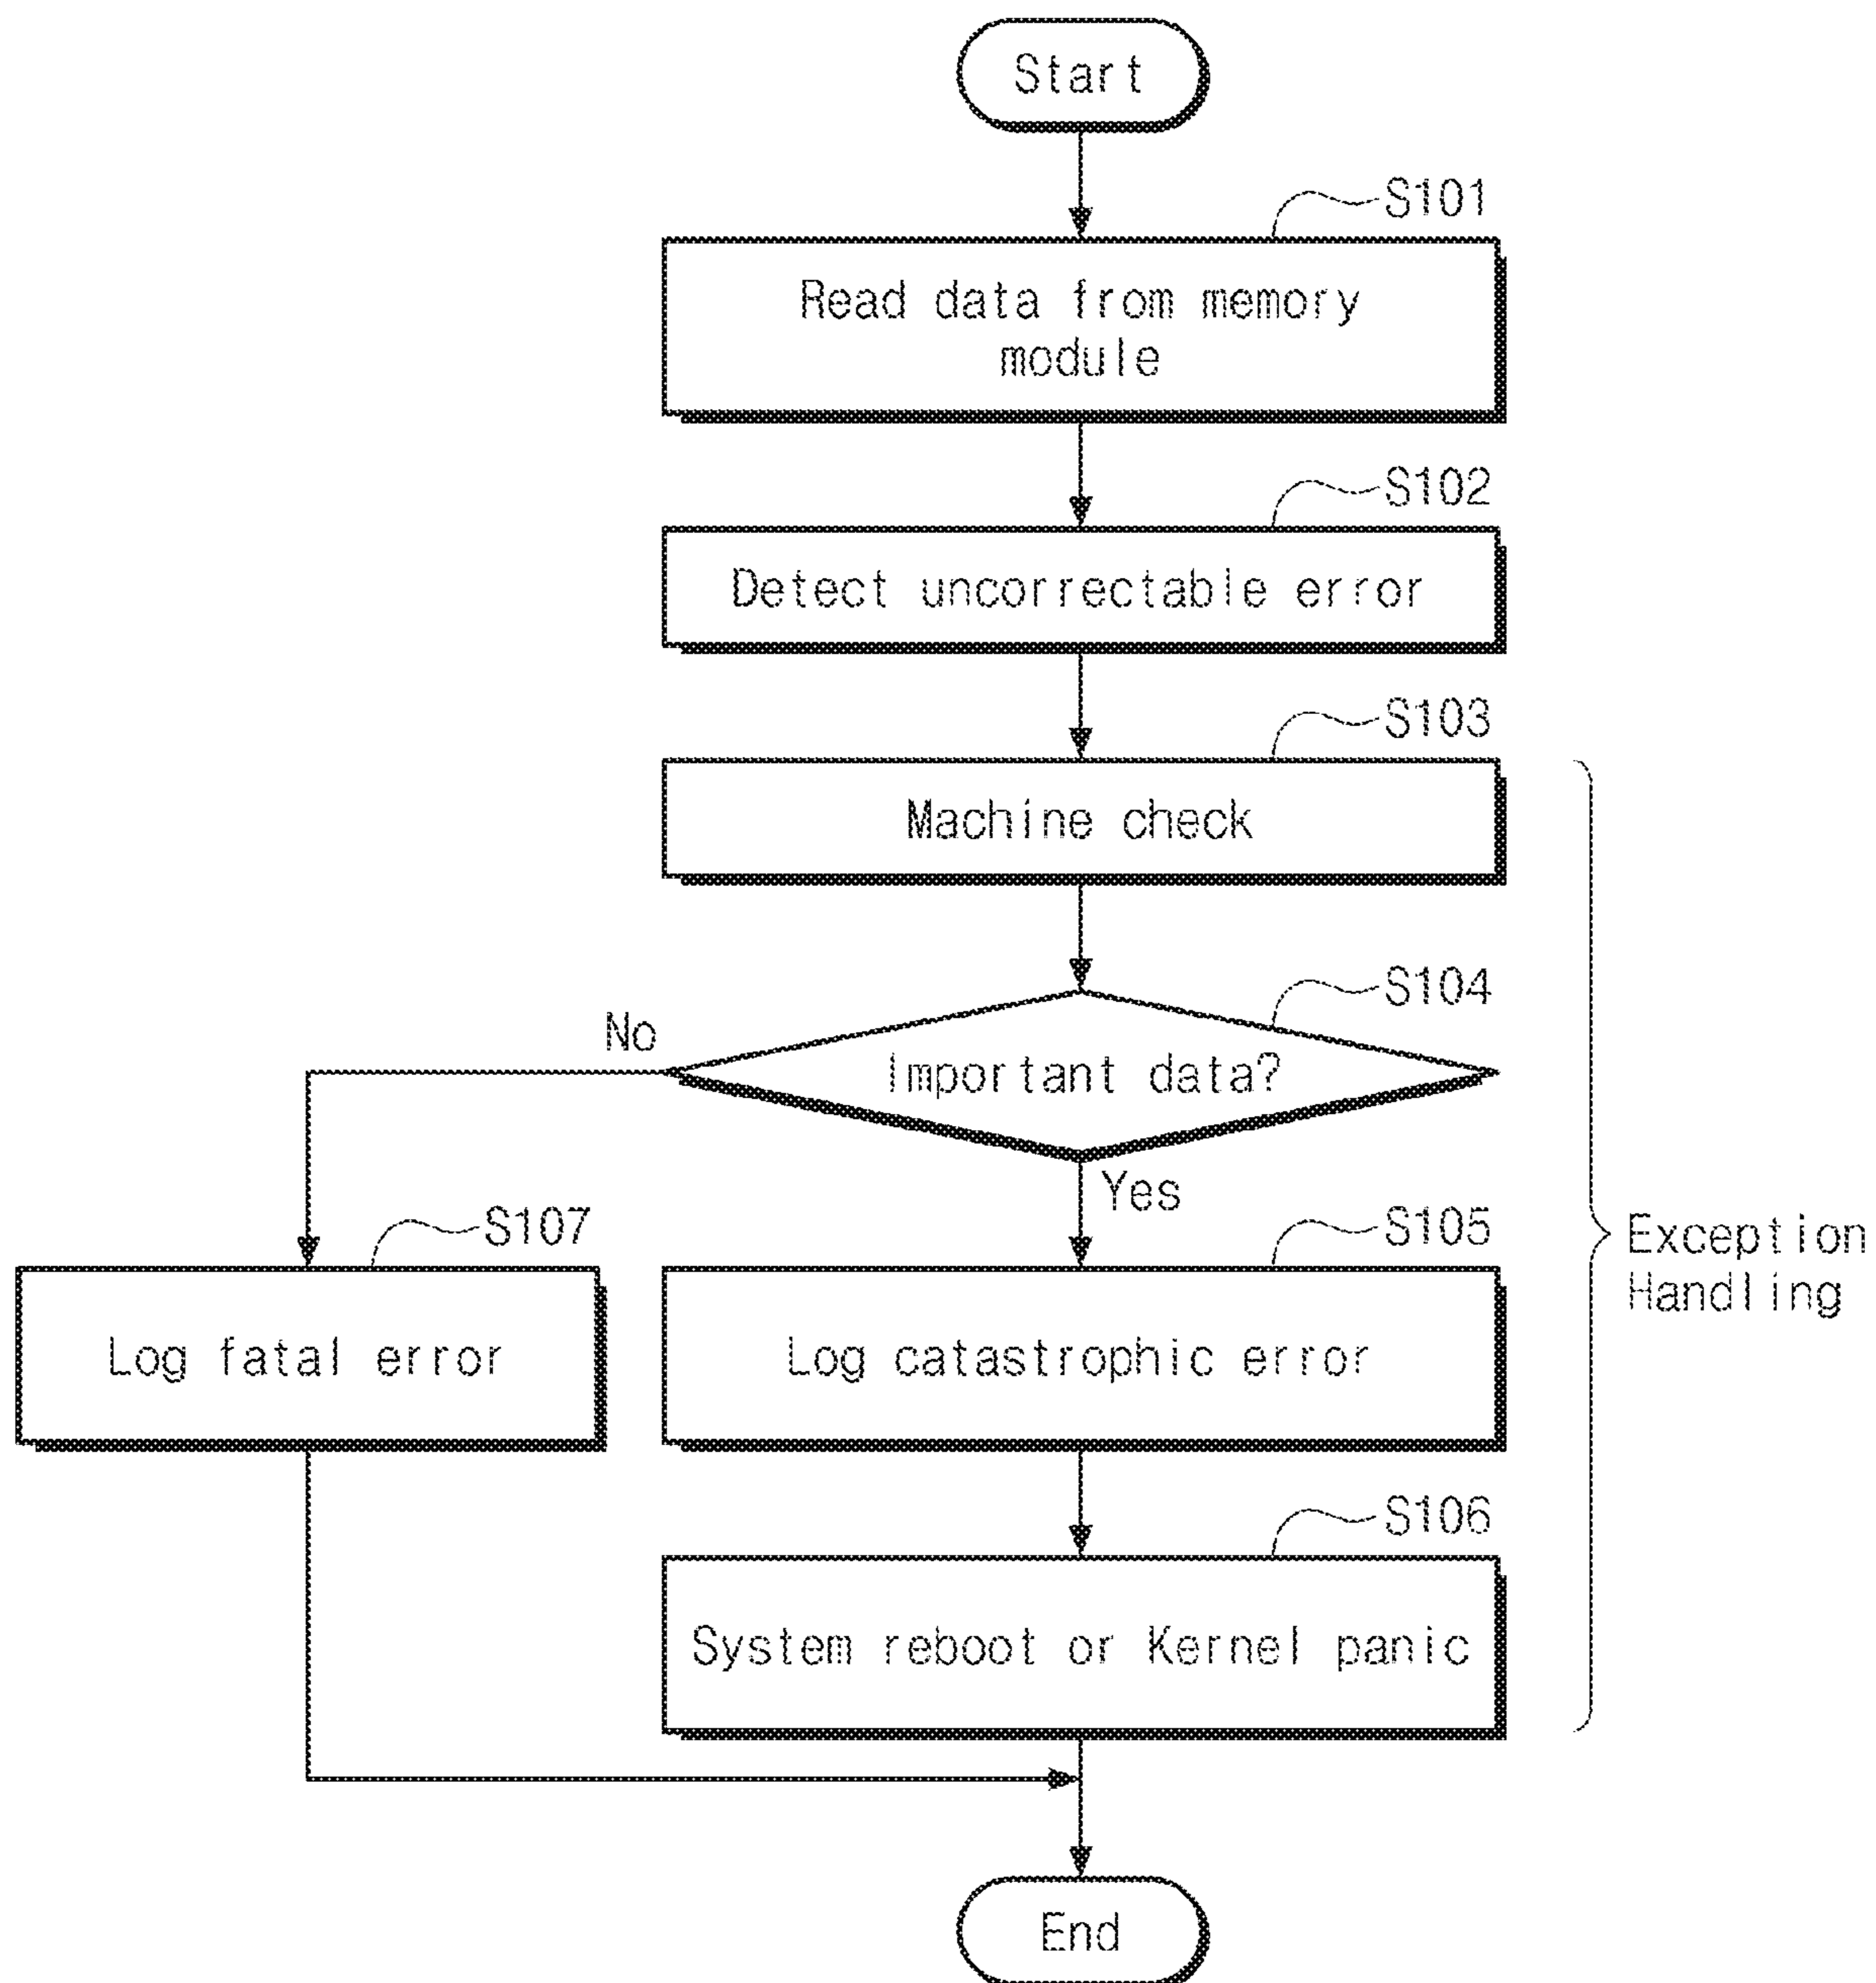 Start
S101
Read data from memory
module
S102
Detect uncorrectable error
S103
Machine check
S104
No
Important data?
Yes
S107
S105
Exception
Handling
Log fatal error
Log catastrophic error
S106
System reboot or Kernel panic
End